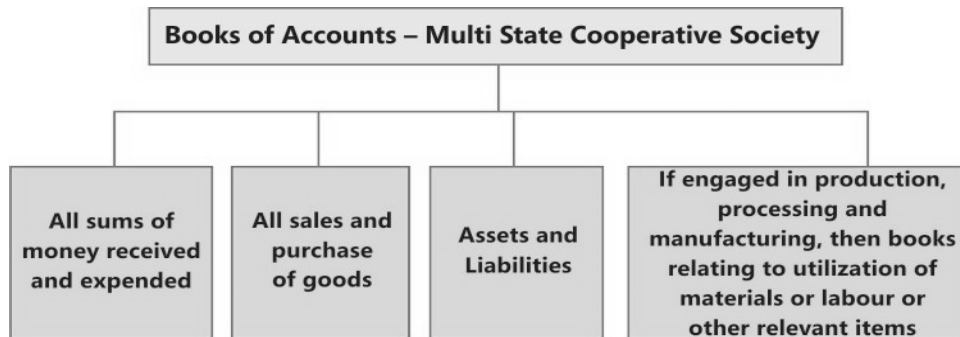 Books of Accounts – Multi State Cooperative Society
All sums of
money received
and expended
All sales and
purchase
of goods
Assets and
Liabilities
If engaged in production,
processing and
manufacturing, then books
relating to utilization of
materials or labour or
other relevant items